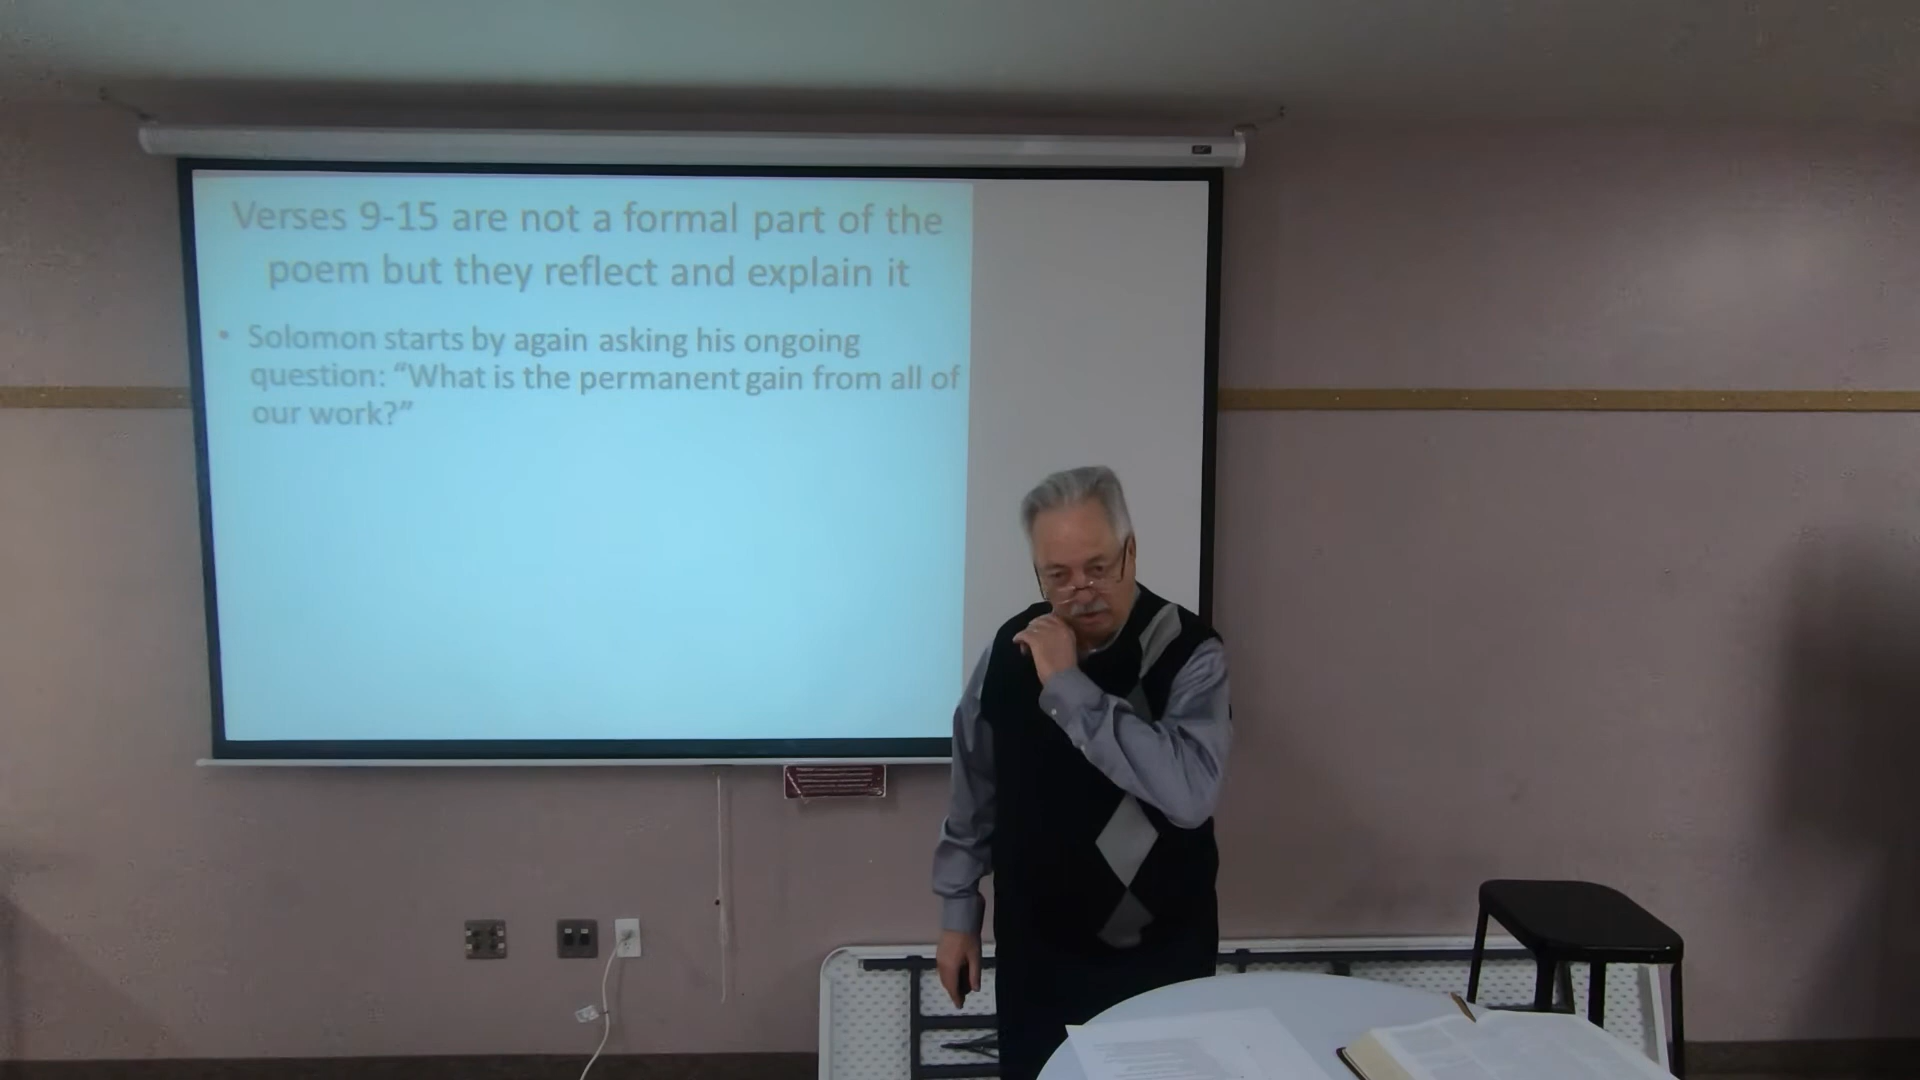 Verses 9-15 are not a formal part of the
poem but they reflect and explain it
• Solomon starts by again asking his ongoing
question: “What is the permanent gain from all of
our work?”